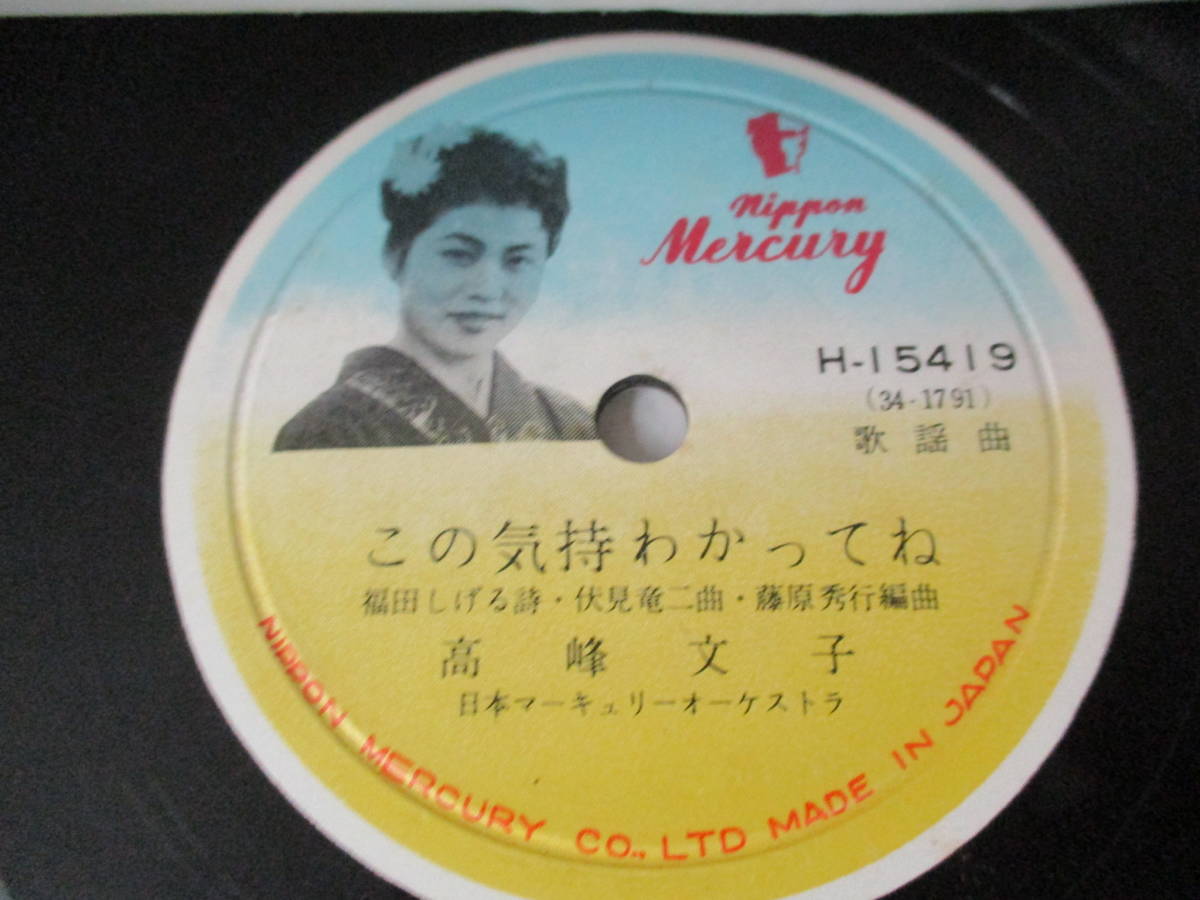 Nippon
Mercury
H-15419
(34-1791)
歌謡曲
この気持わかってね
福田しげる詩・伏見竜二曲・藤原秀行編曲
高峰文子
日本マーキュリーオーケストラ
NIPPON MERCURY CO., LTD MADE IN JAPAN